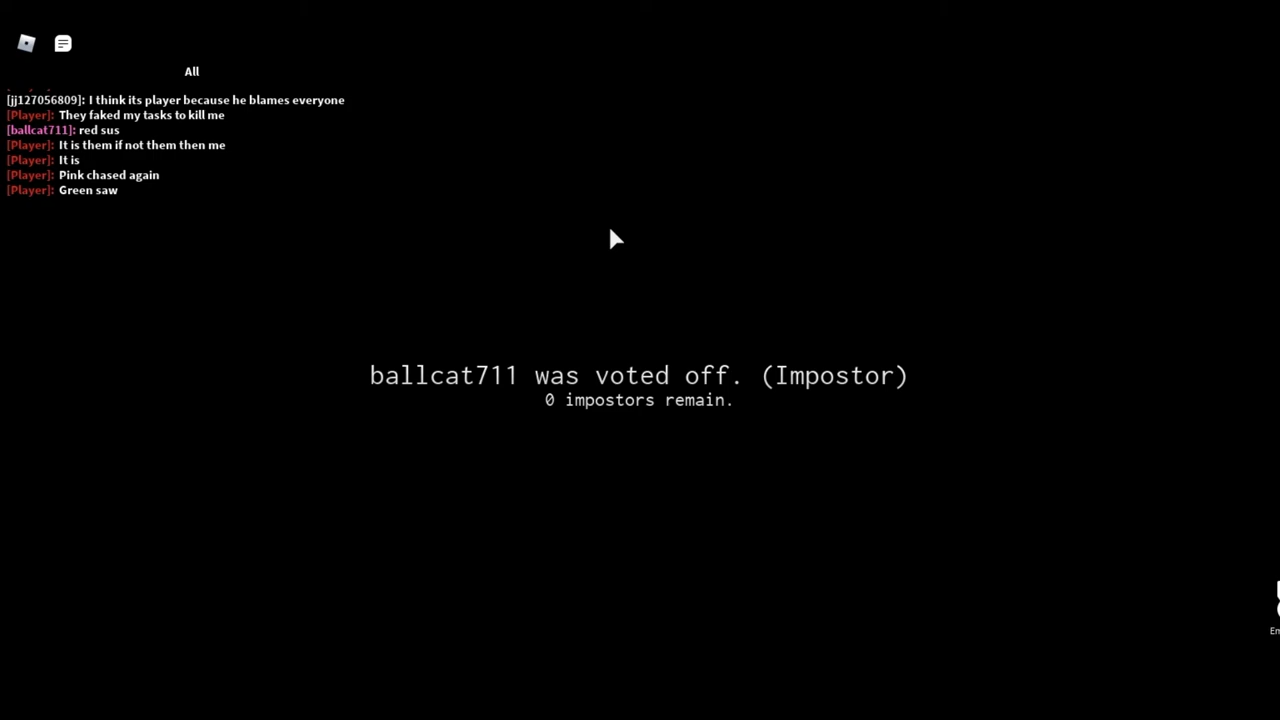 All
[jj127056809]: I think its player because he blames everyone
[Player]: They faked my tasks to kill me
[ballcat711]: red sus
[Player]: It is them if not them then me
[Player]: It is
[Player]: Pink chased again
[Player]: Green saw
ballcat711 was voted off. (Impostor)
0 impostors remain.